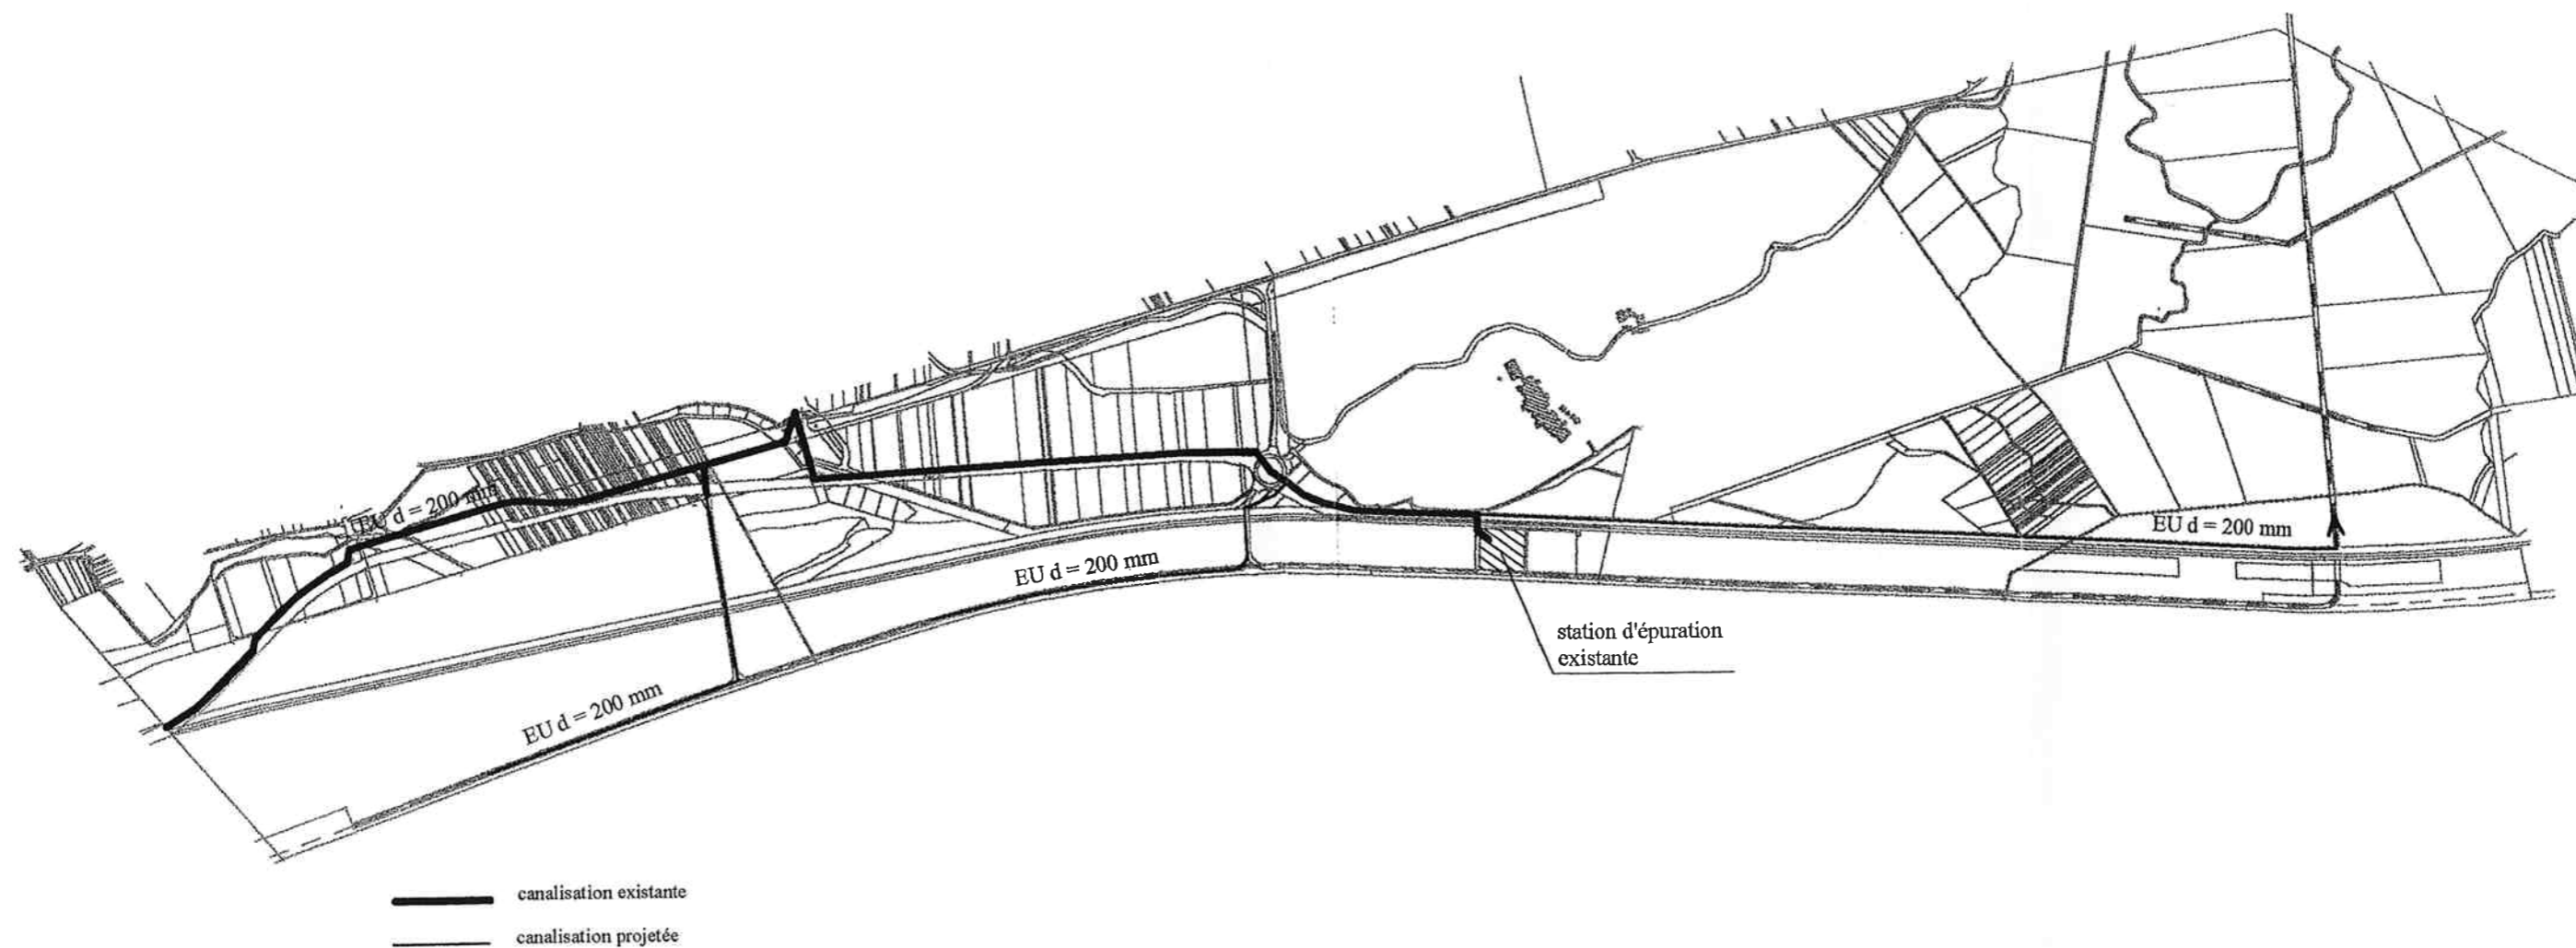 EU d = 200 mm
EU d = 200 mm
EU d = 200 mm
EU d = 200 mm
station d'épuration
existante
canalisation existante
canalisation projetée